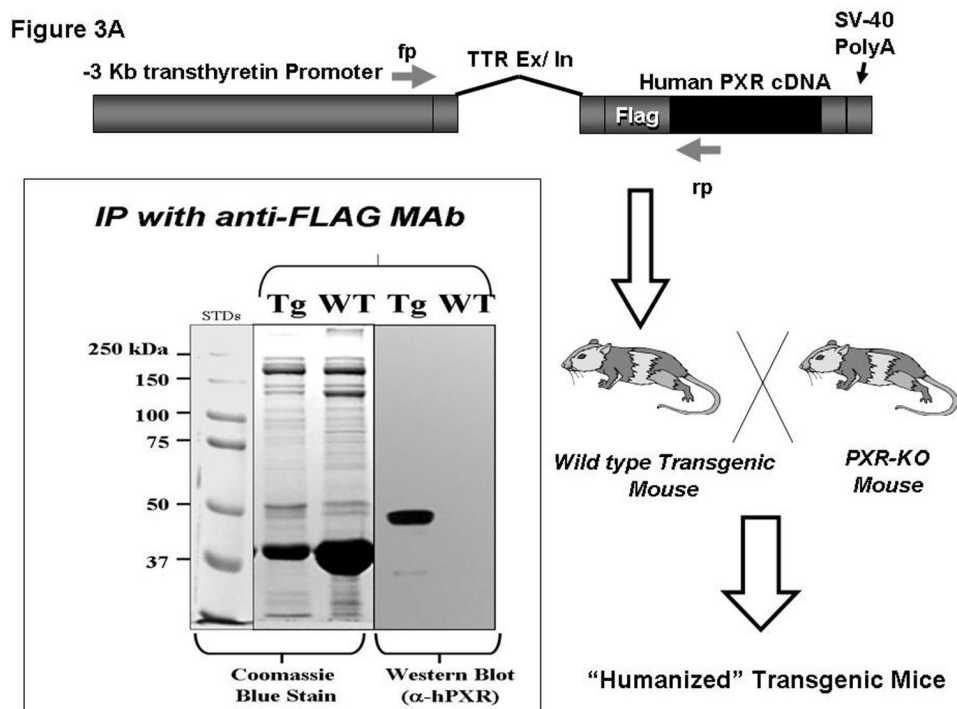 Figure 3A
SV-40
PolyA
fp
TTR Ex/ In
-3 Kb transthyretin Promoter
Human PXR cDNA
Flag
rp
IP with anti-FLAG MAb
Tg WT Tg WT
STDs
250 kDa
150
100
75
50
37
Coomassie
Blue Stain
Western Blot
(α-hPXR)
Wild type Transgenic
Mouse
PXR-KO
Mouse
“Humanized” Transgenic Mice